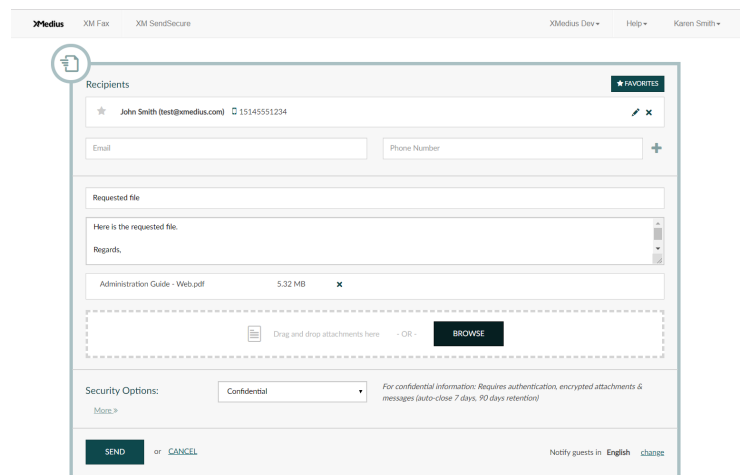 XMedius XM Fax XM SendSecure XMedius Dev Help Karen Smith
Recipients ★ FAVORITES
John Smith (test@xmedius.com) 15145551234
Email Phone Number
Requested file
Here is the requested file.
Regards,
Administration Guide - Web.pdf 5.32 MB
Drag and drop attachments here - OR - BROWSE
Security Options: Confidential For confidential information: Requires authentication, encrypted attachments &
messages (auto-close 7 days, 90 days retention)
More »
SEND or CANCEL Notify guests in English change